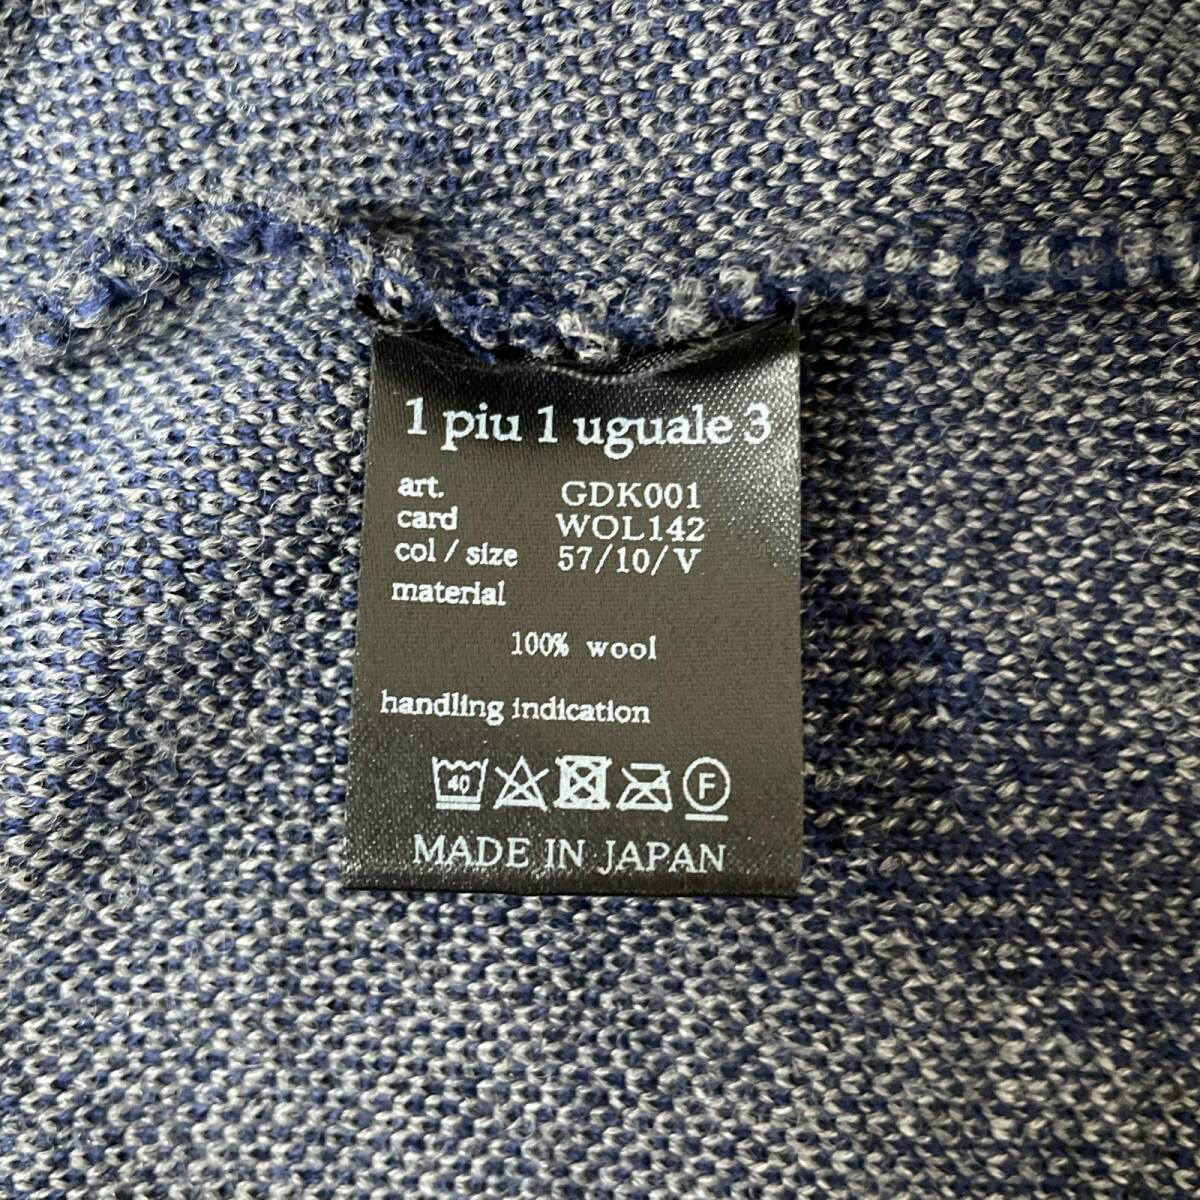 1 piu 1 uguale 3
art. GDK001
card WOL142
col / size 57/10/V
material
100% wool
handling indication
40 F
MADE IN JAPAN